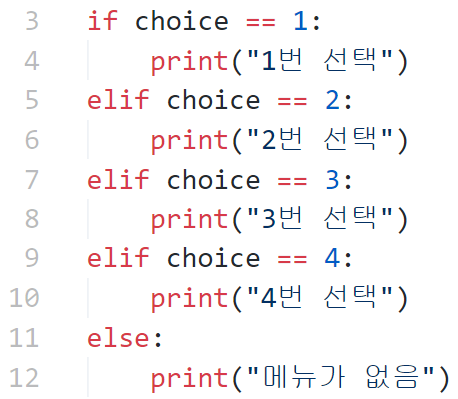 3 if choice == 1:
4     print("1번 선택")
5 elif choice == 2:
6     print("2번 선택")
7 elif choice == 3:
8     print("3번 선택")
9 elif choice == 4:
10     print("4번 선택")
11 else:
12     print("메뉴가 없음")